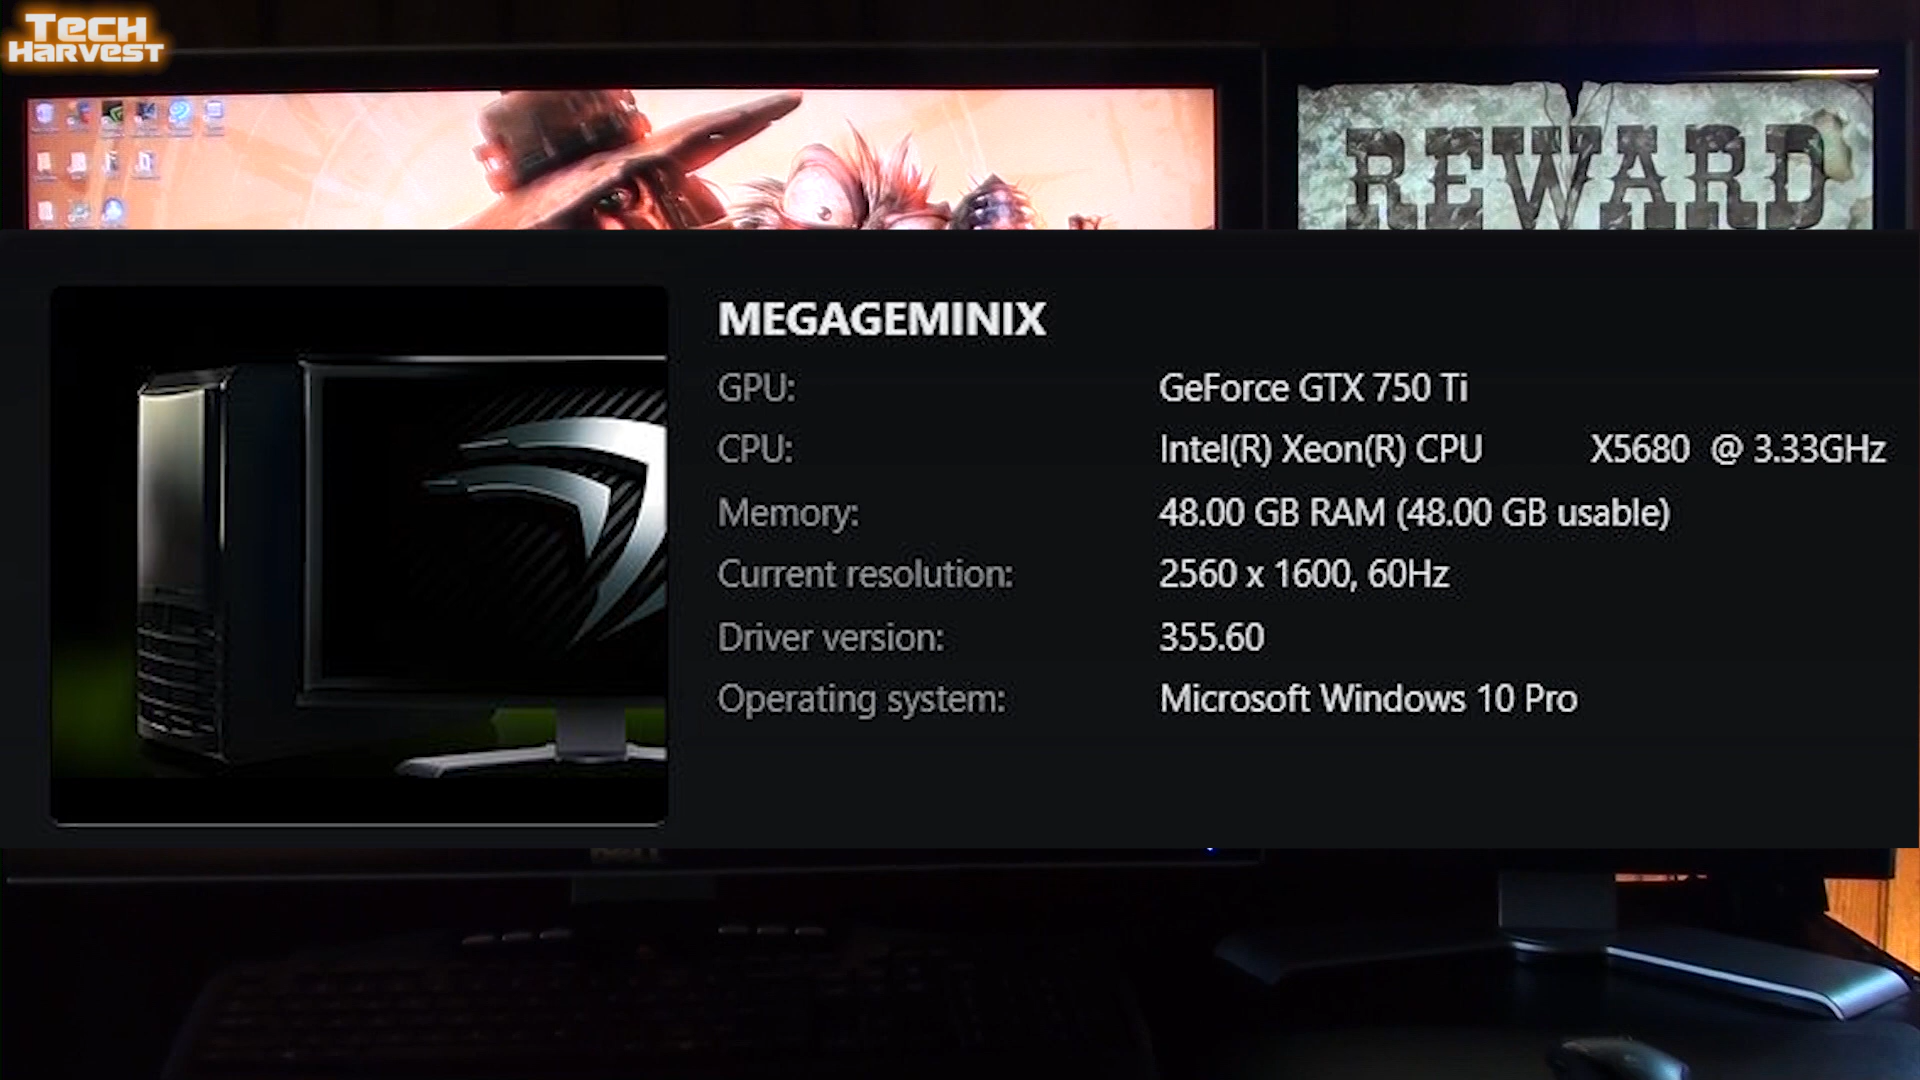 Tech
Harvest
REWARD
MEGAGEMINIX
GPU: GeForce GTX 750 Ti
CPU: Intel(R) Xeon(R) CPU X5680 @ 3.33GHz
Memory: 48.00 GB RAM (48.00 GB usable)
Current resolution: 2560 x 1600, 60Hz
Driver version: 355.60
Operating system: Microsoft Windows 10 Pro
DELL